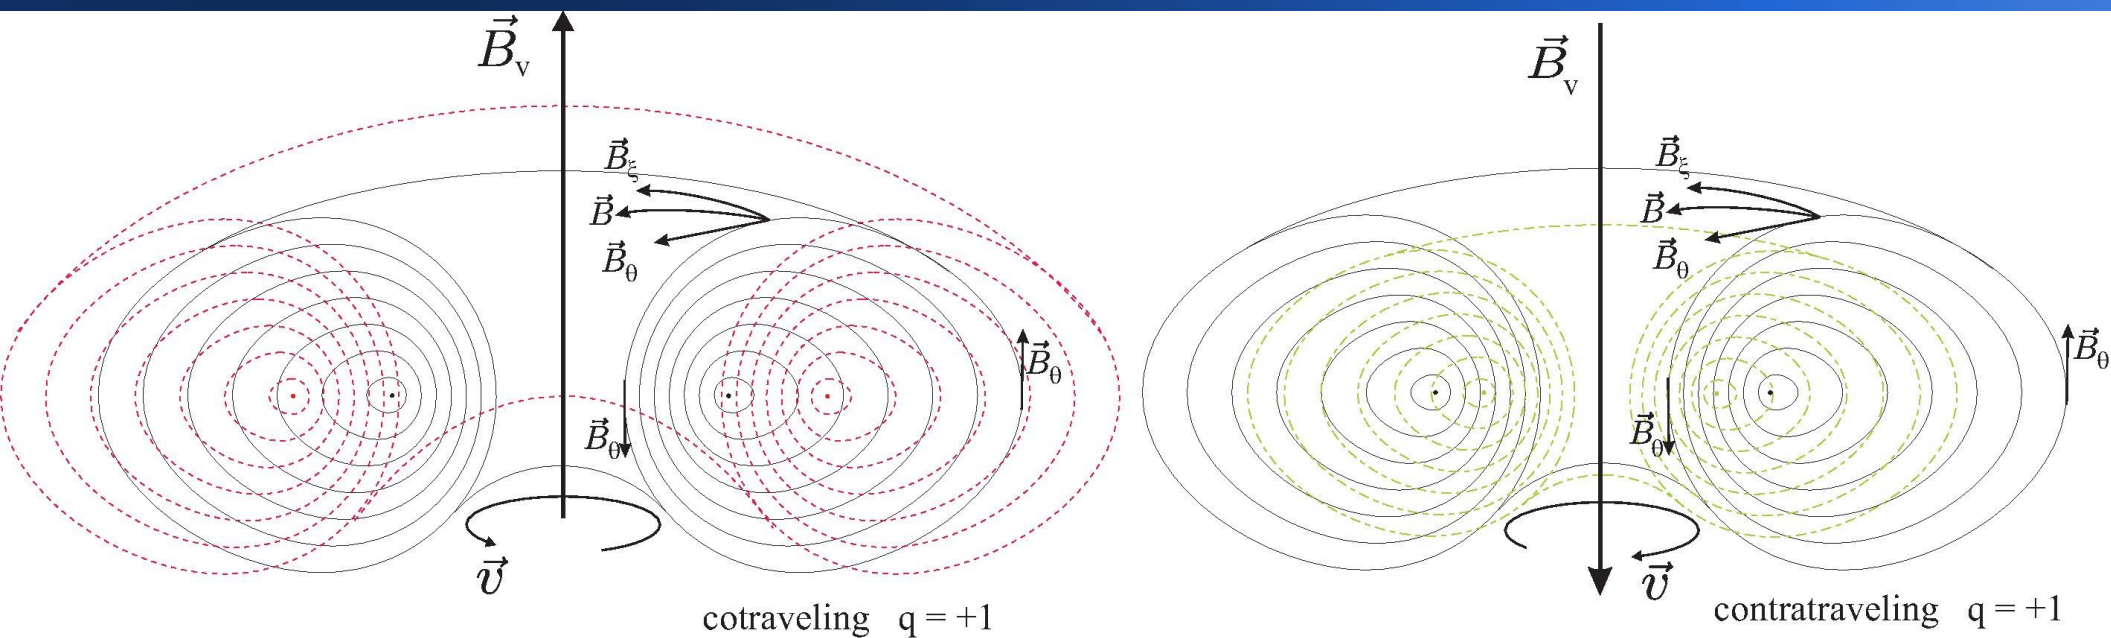 B⃗v
B⃗ξ
B⃗
B⃗θ
B⃗θ
B⃗θ
v⃗
cotraveling q = +1
B⃗v
B⃗ξ
B⃗
B⃗θ
B⃗θ
B⃗θ
v⃗
contratraveling q = +1